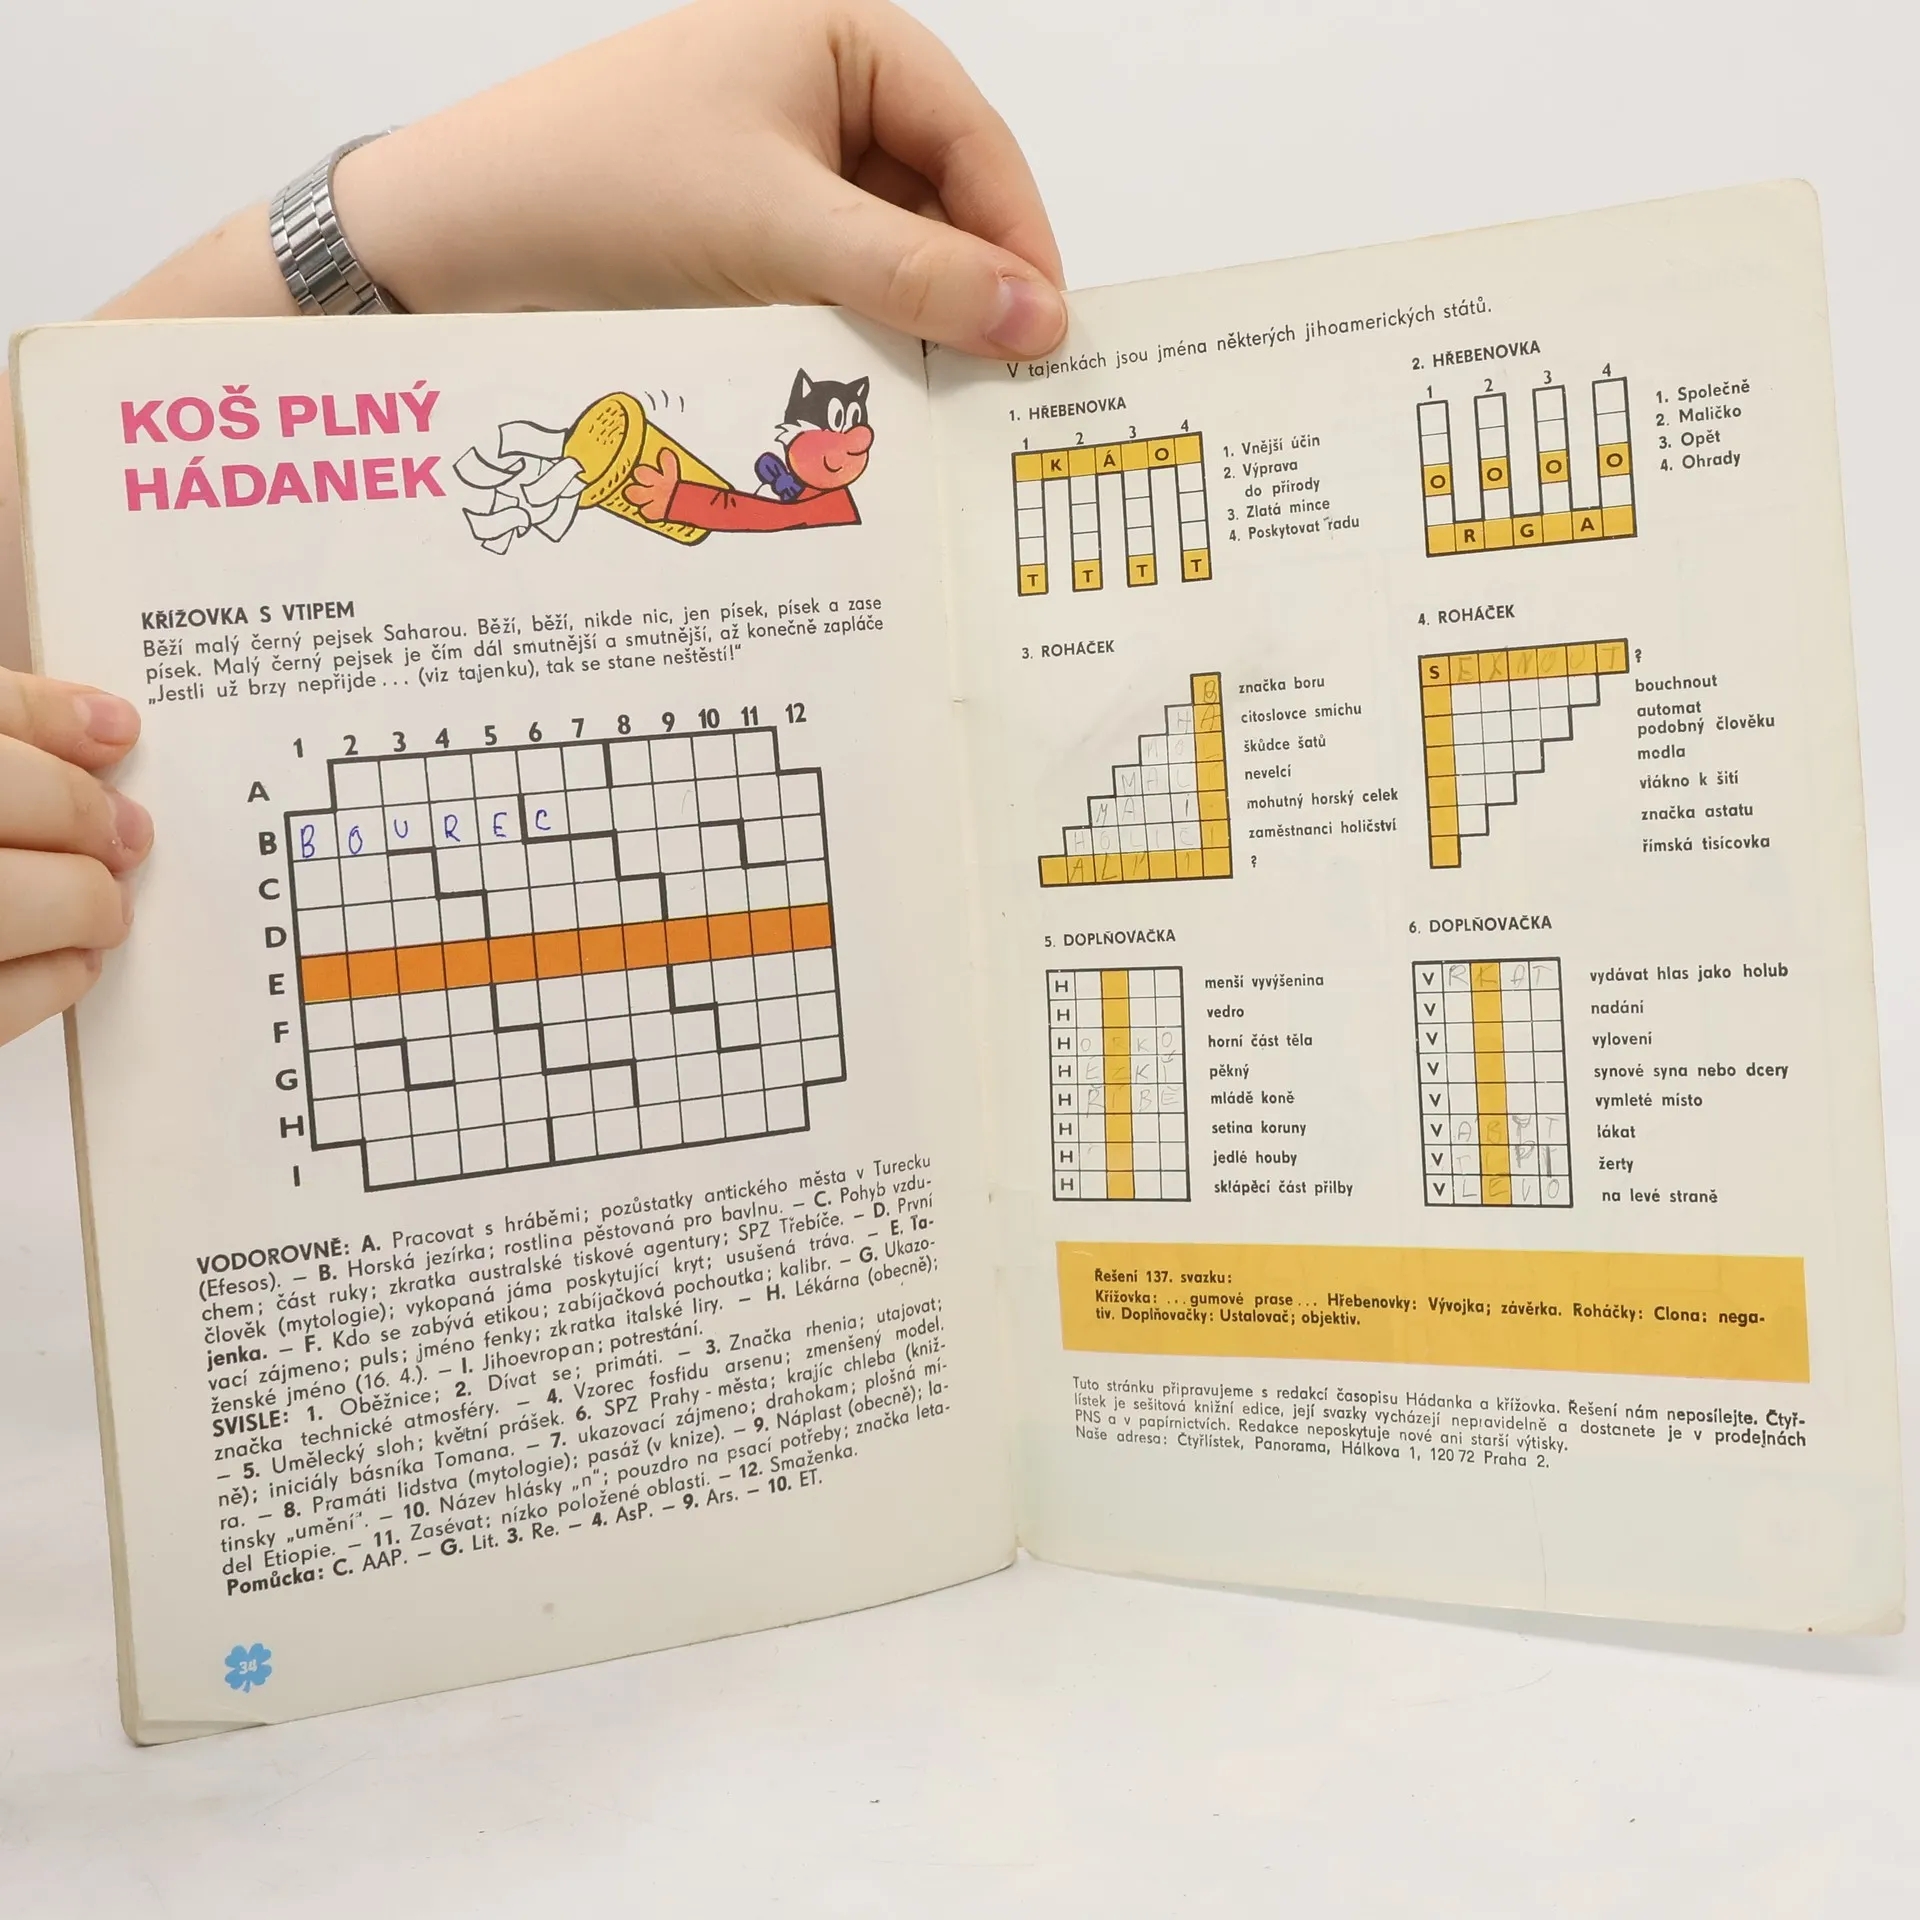 KOŠ PLNÝ
HÁDANEK
KŘÍŽOVKA S VTIPEM
Běží malý černý pejsek Saharou. Běží, běží, nikde nic, jen písek, písek a zase
písek. Malý černý pejsek je čím dál smutnější a smutnější, až konečně zapláče
„Jestli už brzy nepřijde... (viz tajenku), tak se stane neštěstí!“
1 2 3 4 5 6 7 8 9 10 11 12
A
B B O U R E C
C
D
E
F
G
H
I
VODOROVNĚ: A. Pracovat s hráběmi; pozůstatky antického města v Turecku
(Efesos). – B. Horská jezírka; rostlina pěstovaná pro bavlnu. – C. Pohyb vzdu-
chem; část ruky; zkratka australské tiskové agentury; SPZ Třebíče. – D. První
člověk (mytologie); vykopaná jáma poskytující kryt; usušená tráva. – E. Ta-
jenka. – F. Kdo se zabývá etikou; zabíjačková pochoutka; kalibr. – G. Ukazo-
vací zájmeno; puls; jméno fenky; zkratka italské liry. – H. Lékárna (obecně);
ženské jméno (16. 4.). – I. Jihoevropan; potrestání.
SVISLE: 1. Oběžnice; 2. Dívat se; primáti. – 3. Značka rhenia; utajovat;
značka technické atmosféry. – 4. Vzorec fosfidu arsenu; zmenšený model.
– 5. Umělecký sloh; květní prášek. 6. SPZ Prahy - města; krajíc chleba (kniž-
ně); iniciály básníka Tomana. – 7. ukazovací zájmeno; drahokam; plošná mí-
ra. – 8. Pramáti lidstva (mytologie); pasáž (v knize). – 9. Náplast (obecně); la-
tinsky „umění“. – 10. Název hlásky „n“; pouzdro na psací potřeby; značka leta-
del Etiopie. – 11. Zasévat; nízko položené oblasti. – 12. Smaženka.
Pomůcka: C. AAP. – G. Lit. 3. Re. – 4. AsP. – 9. Ars. – 10. ET.
34
V tajenkách jsou jména některých jihoamerických států.
1. HŘEBENOVKA
1 2 3 4
K Á O
T T T T
1. Vnější účin
2. Výprava
do přírody
3. Zlatá mince
4. Poskytovat radu
2. HŘEBENOVKA
1 2 3 4
O O O O
R G A
1. Společně
2. Maličko
3. Opět
4. Ohrady
3. ROHÁČEK
B značka boru
H A citoslovce smíchu
M O L škůdce šatů
M A L Í nevelcí
mohutný horský celek
H O L I Č I zaměstnanci holičství
?
4. ROHÁČEK
S E K N O U T ?
bouchnout
automat
podobný člověku
modla
vlákno k šití
značka astatu
římská tisícovka
5. DOPLŇOVAČKA
H menší vyvýšenina
H vedro
H horní část těla
H E Z K Ý pěkný
H Ř Í B Ě mládě koně
H setina koruny
H jedlé houby
H sklápěcí část přilby
6. DOPLŇOVAČKA
V R K A T vydávat hlas jako holub
V nadání
V vylovení
V synové syna nebo dcery
V vymleté místo
V Á B I T lákat
V žerty
V L E V O na levé straně
Řešení 137. svazku:
Křížovka: ...gumové prase... Hřebenovky: Vývojka; závěrka. Roháčky: Clona; nega-
tiv. Doplňovačky: Ustalovač; objektiv.
Tuto stránku připravujeme s redakcí časopisu Hádanka a křížovka. Řešení nám neposílejte. Čtyř-
lístek je sešitová knižní edice, její svazky vycházejí nepravidelně a dostanete je v prodejnách
PNS a v papírnictvích. Redakce neposkytuje nové ani starší výtisky.
Naše adresa: Čtyřlístek, Panorama, Hálkova 1, 120 72 Praha 2.